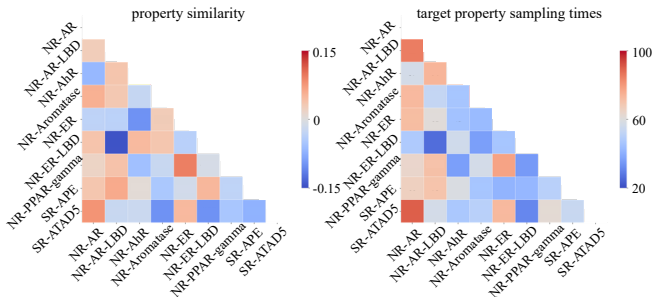 property similarity
NR-AR
NR-AR-LBD
NR-AhR
NR-Aromatase
NR-ER
NR-ER-LBD
NR-PPAR-gamma
SR-APE
SR-ATAD5
NR-AR
NR-AR-LBD
NR-AhR
NR-Aromatase
NR-ER
NR-ER-LBD
NR-PPAR-gamma
SR-APE
SR-ATAD5
0.15
0
-0.15
target property sampling times
NR-AR
NR-AR-LBD
NR-AhR
NR-Aromatase
NR-ER
NR-ER-LBD
NR-PPAR-gamma
SR-APE
SR-ATAD5
NR-AR
NR-AR-LBD
NR-AhR
NR-Aromatase
NR-ER
NR-ER-LBD
NR-PPAR-gamma
SR-APE
SR-ATAD5
100
60
20